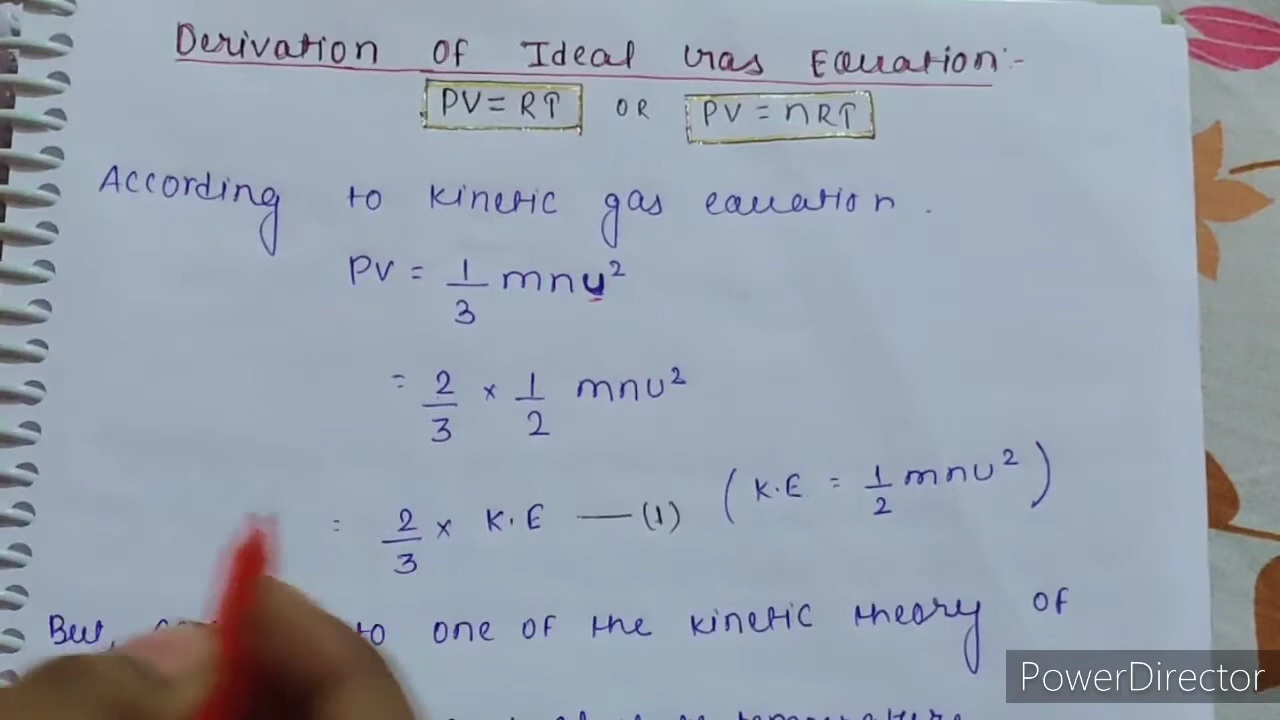 Derivation Of Ideal Gas Equation:-
PV = RT OR PV = nRT
According to kinetic gas equation.
PV = 1/3 mnu²
= 2/3 × 1/2 mnu²
= 2/3 × K.E —(1) (K.E = 1/2 mnu²)
But, to one of the kinetic theory of
temperature
PowerDirector